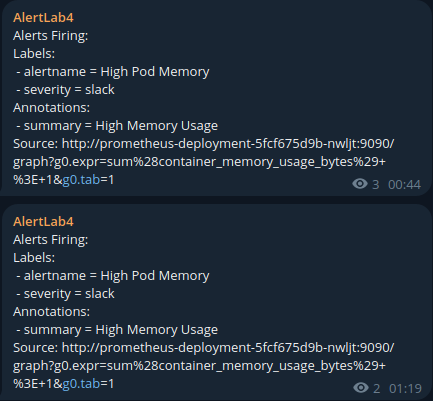 AlertLab4
Alerts Firing:
Labels:
- alertname = High Pod Memory
- severity = slack
Annotations:
- summary = High Memory Usage
Source: http://prometheus-deployment-5fcf675d9b-nwljt:9090/
graph?g0.expr=sum%28container_memory_usage_bytes%29+
%3E+1&g0.tab=1
3 00:44
AlertLab4
Alerts Firing:
Labels:
- alertname = High Pod Memory
- severity = slack
Annotations:
- summary = High Memory Usage
Source: http://prometheus-deployment-5fcf675d9b-nwljt:9090/
graph?g0.expr=sum%28container_memory_usage_bytes%29+
%3E+1&g0.tab=1
2 01:19